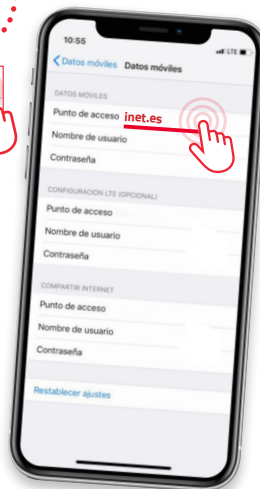 10:55
LTE
Datos móviles Datos móviles
DATOS MÓVILES
Punto de acceso inet.es
Nombre de usuario
Contraseña
CONFIGURACIÓN LTE (OPCIONAL)
Punto de acceso
Nombre de usuario
Contraseña
COMPARTIR INTERNET
Punto de acceso
Nombre de usuario
Contraseña
Restablecer ajustes